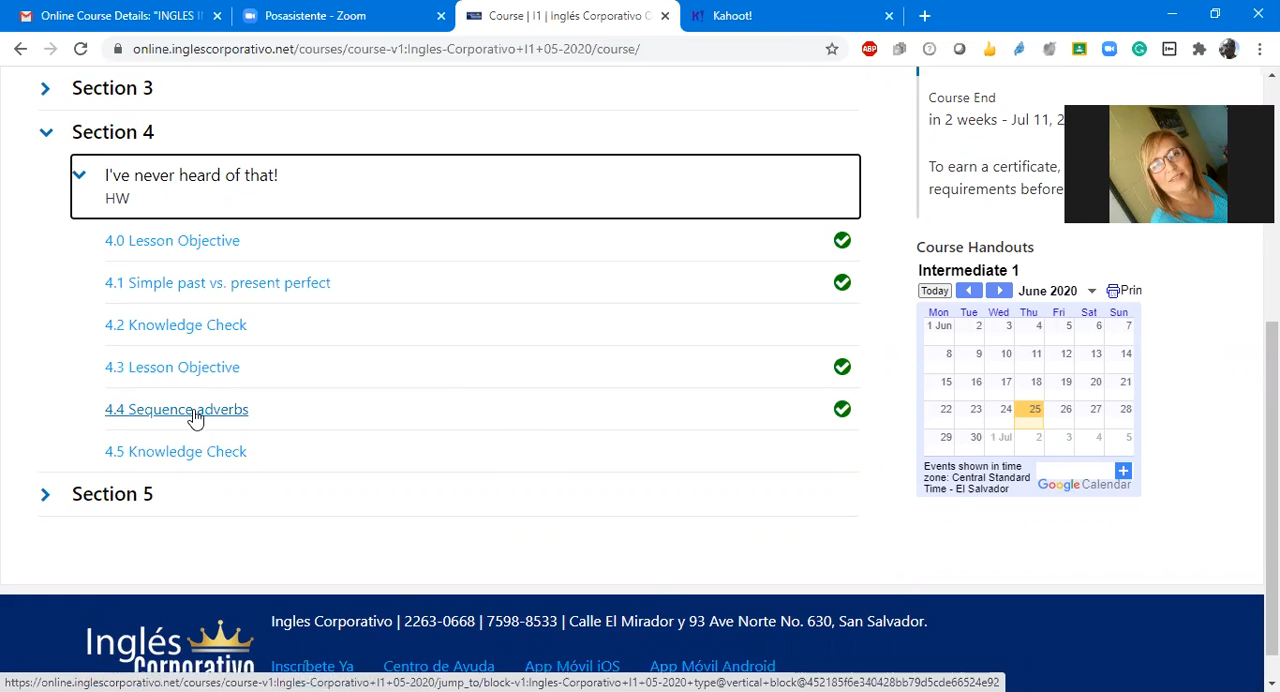 Online Course Details: "INGLES I
Posasistente - Zoom
Course | I1 | Inglés Corporativo C
Kahoot!
online.inglescorporativo.net/courses/course-v1:Ingles-Corporativo+I1+05-2020/course/
ABP
Section 3
Section 4
I've never heard of that!
HW
4.0 Lesson Objective
4.1 Simple past vs. present perfect
4.2 Knowledge Check
4.3 Lesson Objective
4.4 Sequence adverbs
4.5 Knowledge Check
Section 5
Course End
in 2 weeks - Jul 11, 2
To earn a certificate,
requirements before
Course Handouts
Intermediate 1
Today June 2020 Prin
Mon Tue Wed Thu Fri Sat Sun
1 Jun 2 3 4 5 6 7
8 9 10 11 12 13 14
15 16 17 18 19 20 21
22 23 24 25 26 27 28
29 30 1 Jul 2 3 4 5
Events shown in time
zone: Central Standard
Time - El Salvador
Google Calendar
Inglés
Corporativo
Ingles Corporativo | 2263-0668 | 7598-8533 | Calle El Mirador y 93 Ave Norte No. 630, San Salvador.
Inscríbete Ya Centro de Ayuda App Móvil iOS App Móvil Android
https://online.inglescorporativo.net/courses/course-v1:Ingles-Corporativo+I1+05-2020/jump_to/block-v1:Ingles-Corporativo+I1+05-2020+type@vertical+block@452185f6e340428bb79d5cde66524e92